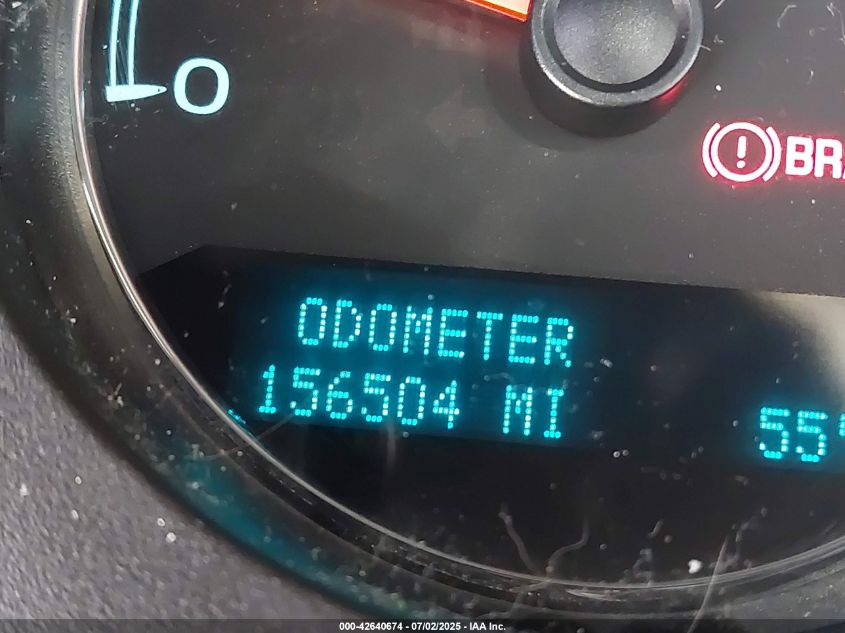 0
BRA
ODOMETER
156504 MI
55°
000-42640674 - 07/02/2025 - IAA Inc.